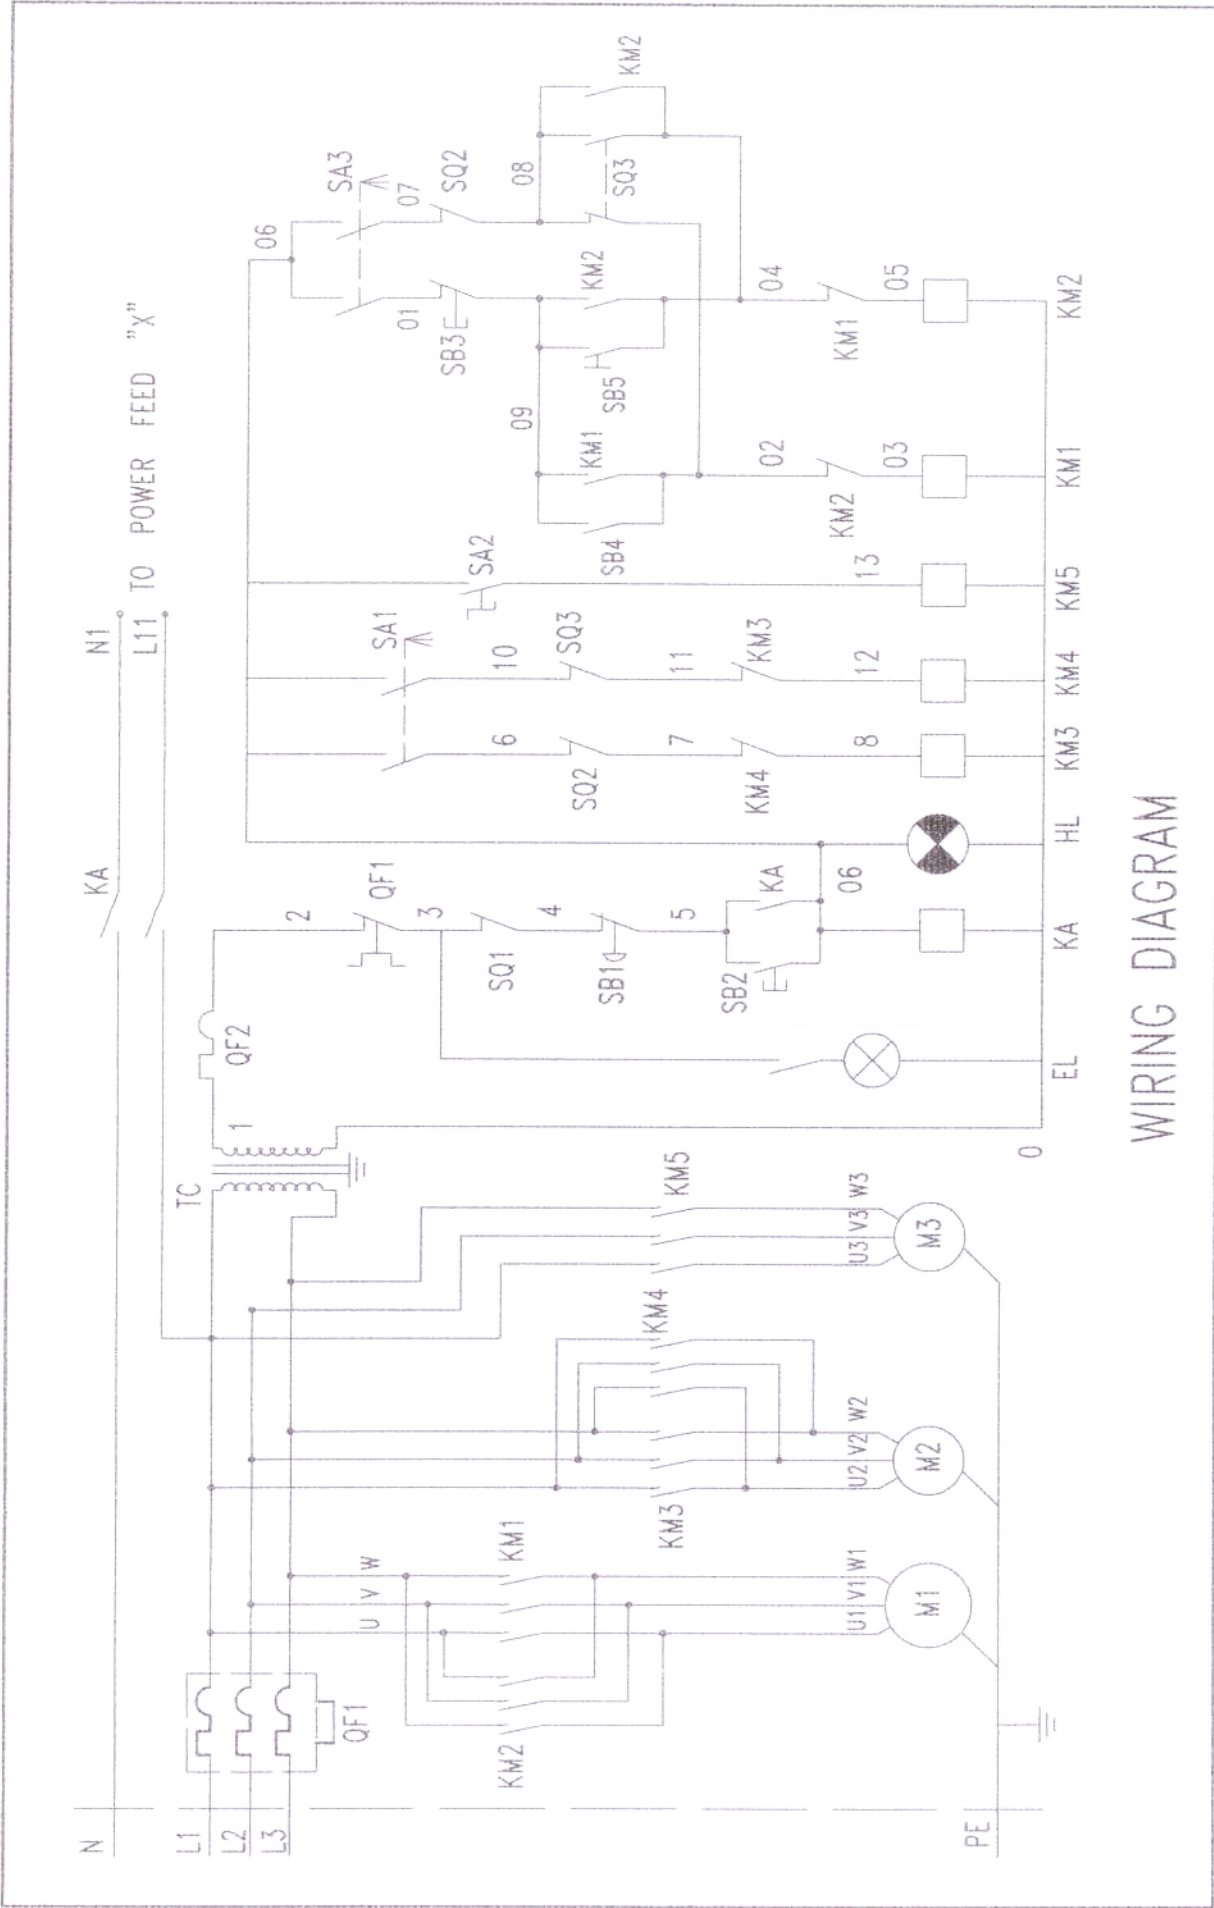 N
L1
L2
L3
PE
QF1
U
V
W
KM2
KM1
U1
V1
W1
M1
KM3
KM4
U2
V2
W2
M2
KM5
U3
V3
W3
M3
TC
1
0
QF2
KA
N1
L11
TO POWER FEED "X"
2
QF1
3
SQ1
4
SB1
5
SB2
KA
06
EL
KA
HL
SA1
6
SQ2
7
KM4
8
KM3
10
SQ3
11
KM3
12
KM4
SA2
13
KM5
06
SA3
01
07
SB3
SQ2
09
08
SB4
KM1
SB5
KM2
SQ3
KM2
02
KM2
03
KM1
04
KM1
05
KM2
WIRING DIAGRAM